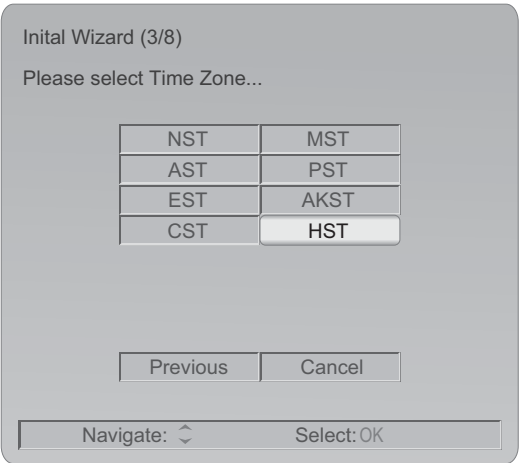 Inital Wizard (3/8)
Please select Time Zone...
NST MST
AST PST
EST AKST
CST HST
Previous Cancel
Navigate: Select: OK